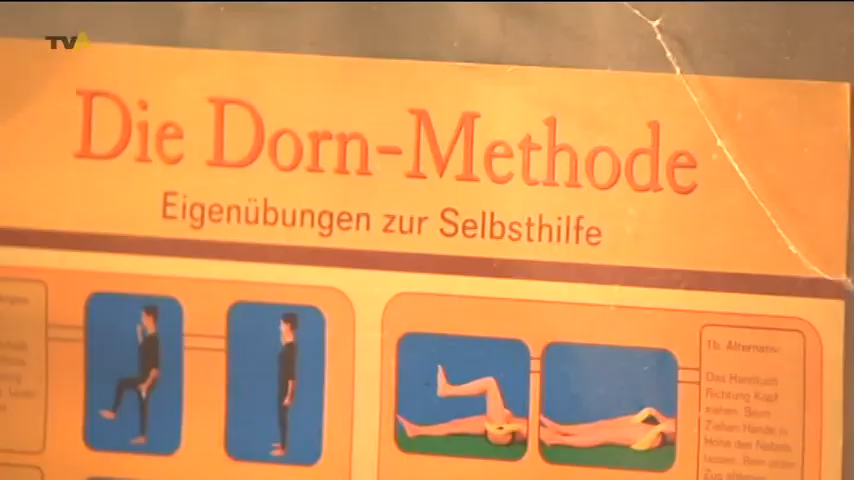 TVA
Die Dorn-Methode
Eigenübungen zur Selbsthilfe
1b. Alternativ:
Das Handtuch
Richtung Kopf
ziehen. Beim
Ziehen Hände in
Höhe des Nabels
lassen. Beim